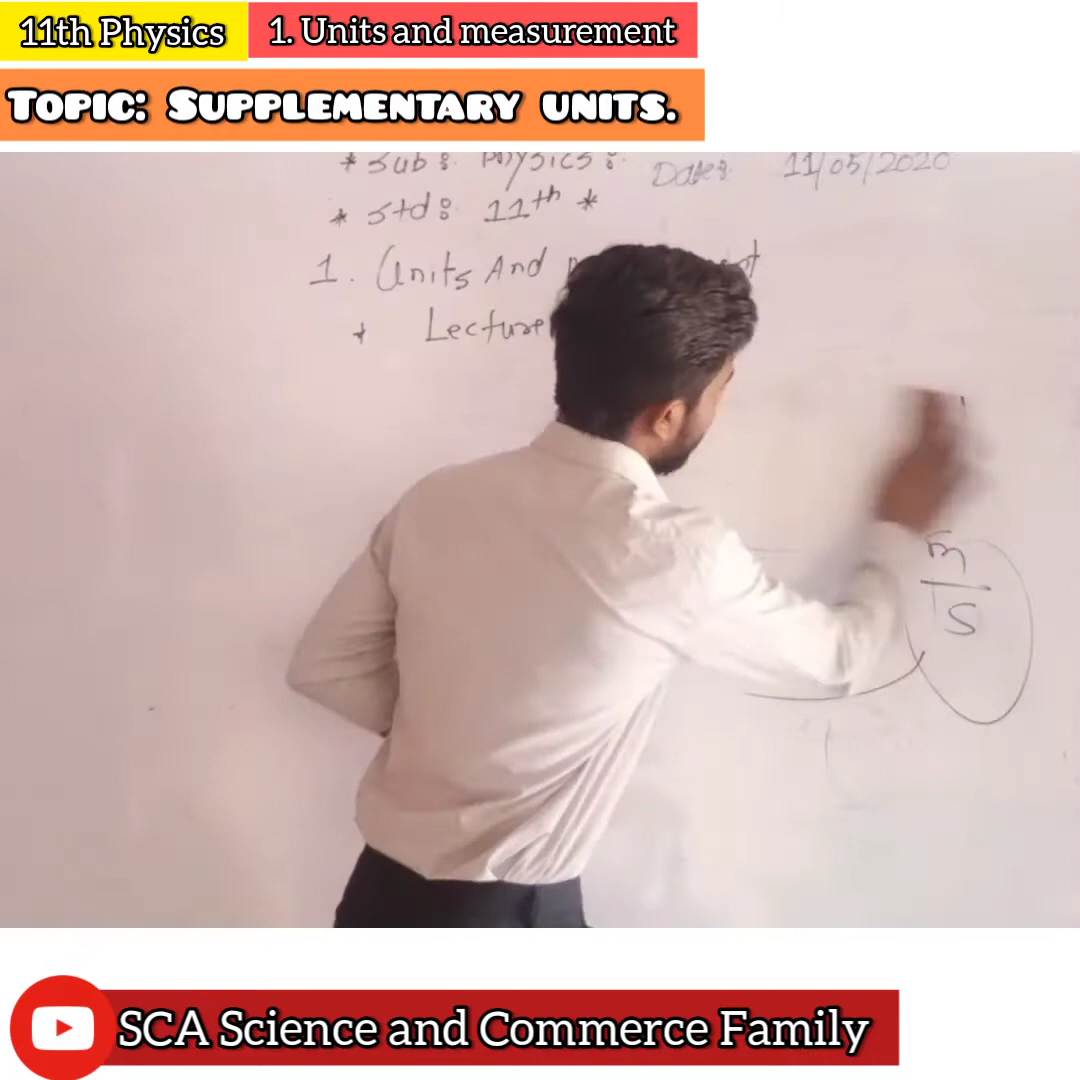 11th Physics
1. Units and measurement
TOPIC: SUPPLEMENTARY UNITS.
* Sub : Physics : Date : 11/05/2020
* Std : 11th *
1. Units And
* Lecture
m
S
SCA Science and Commerce Family